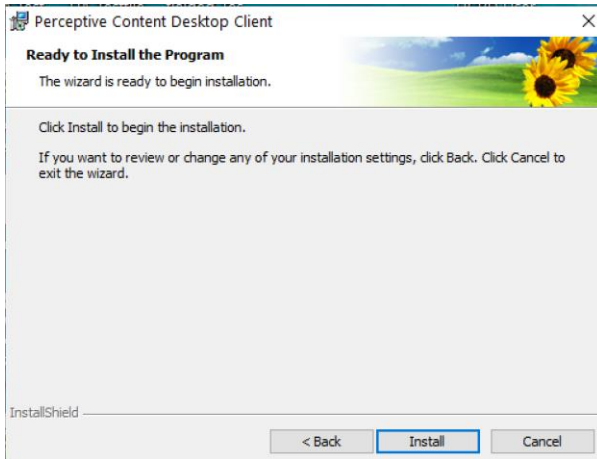 Perceptive Content Desktop Client
Ready to Install the Program
The wizard is ready to begin installation.
Click Install to begin the installation.
If you want to review or change any of your installation settings, click Back. Click Cancel to
exit the wizard.
InstallShield
< Back Install Cancel